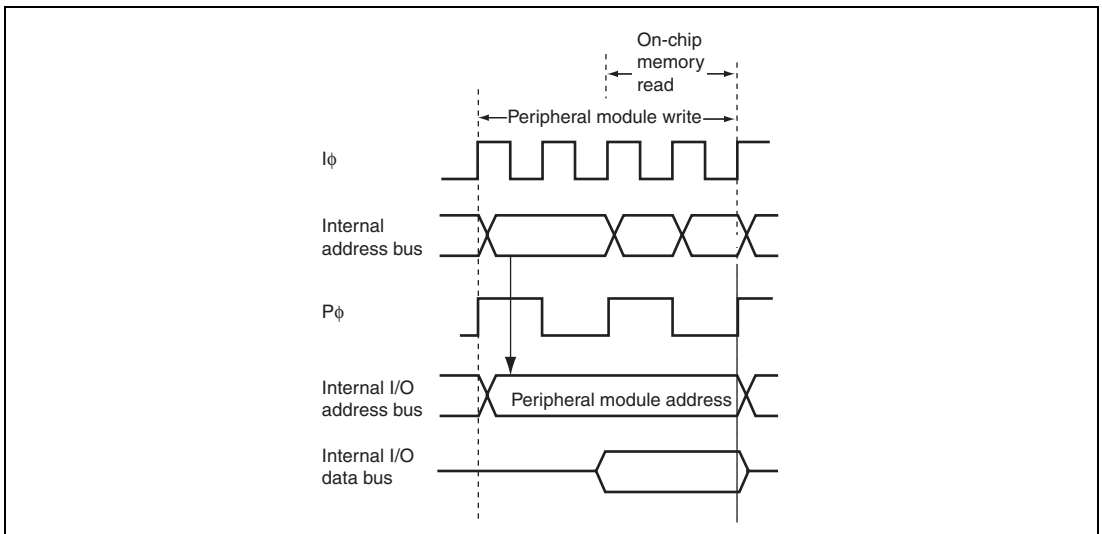 On-chip
memory
read
Peripheral module write
Iϕ
Internal
address bus
Pϕ
Internal I/O
address bus
Peripheral module address
Internal I/O
data bus